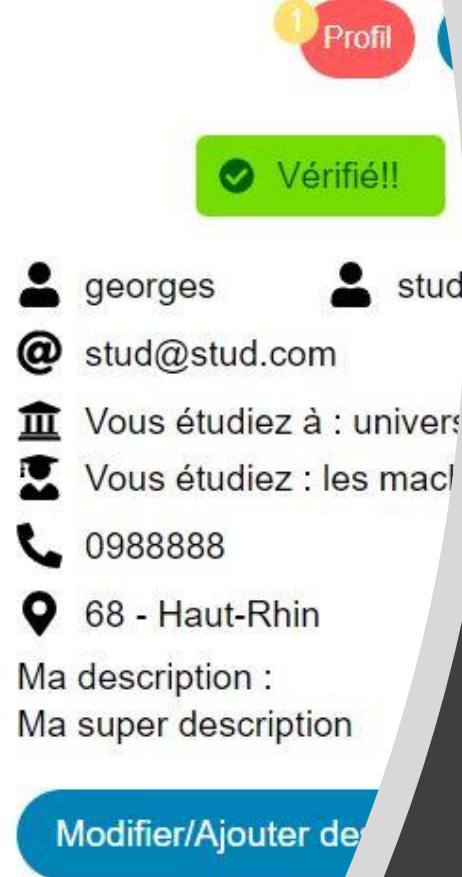 1
Profil
Vérifié!!
georges stud
@ stud@stud.com
Vous étudiez à : univers
Vous étudiez : les mac
0988888
68 - Haut-Rhin
Ma description :
Ma super description
Modifier/Ajouter de